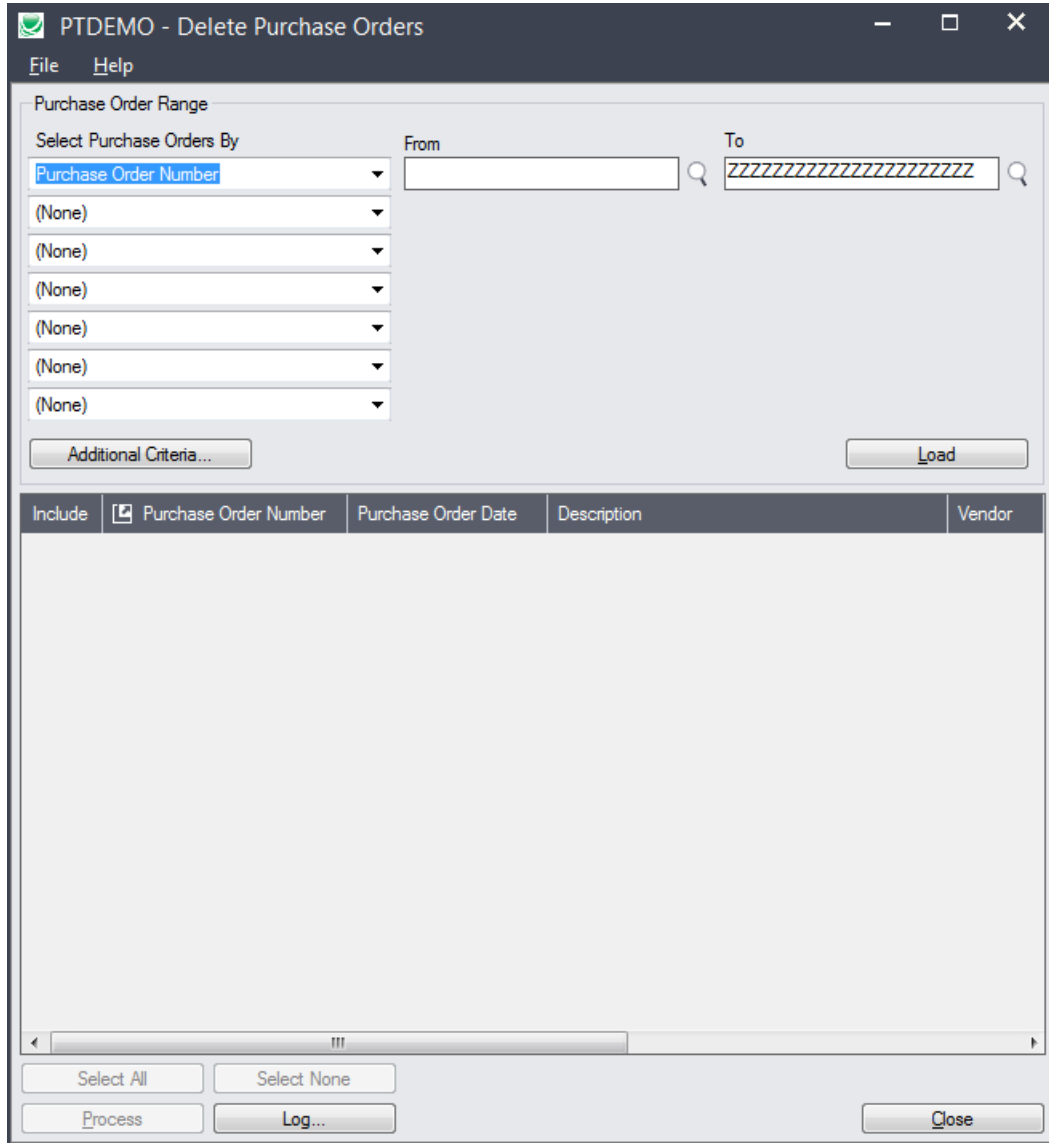 PTDEMO - Delete Purchase Orders
File Help
Purchase Order Range
Select Purchase Orders By From To
Purchase Order Number ZZZZZZZZZZZZZZZZZZZZZZ
(None)
(None)
(None)
(None)
(None)
(None)
Additional Criteria... Load
Include Purchase Order Number Purchase Order Date Description Vendor
Select All Select None
Process Log... Close